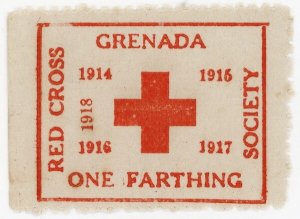 GRENADA
RED CROSS
1914
1915
1918
1916
1917
SOCIETY
ONE FARTHING